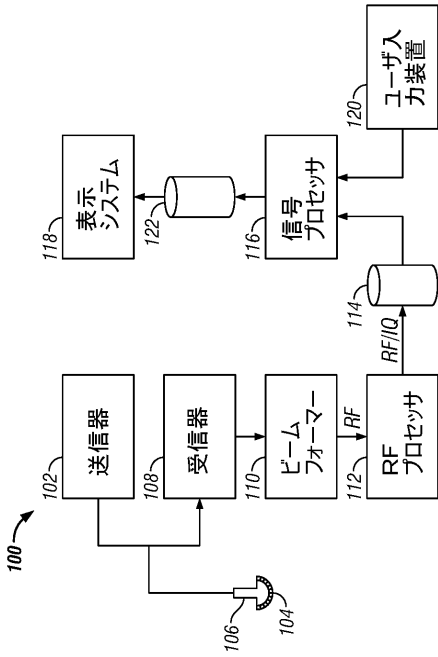 100
102
送信器
108
受信器
110
ビーム
フォーマー
RF
112
RF
プロセッサ
RF/IQ
106
104
118
表示
システム
122
116
信号
プロセッサ
114
120
ユーザ入
力装置